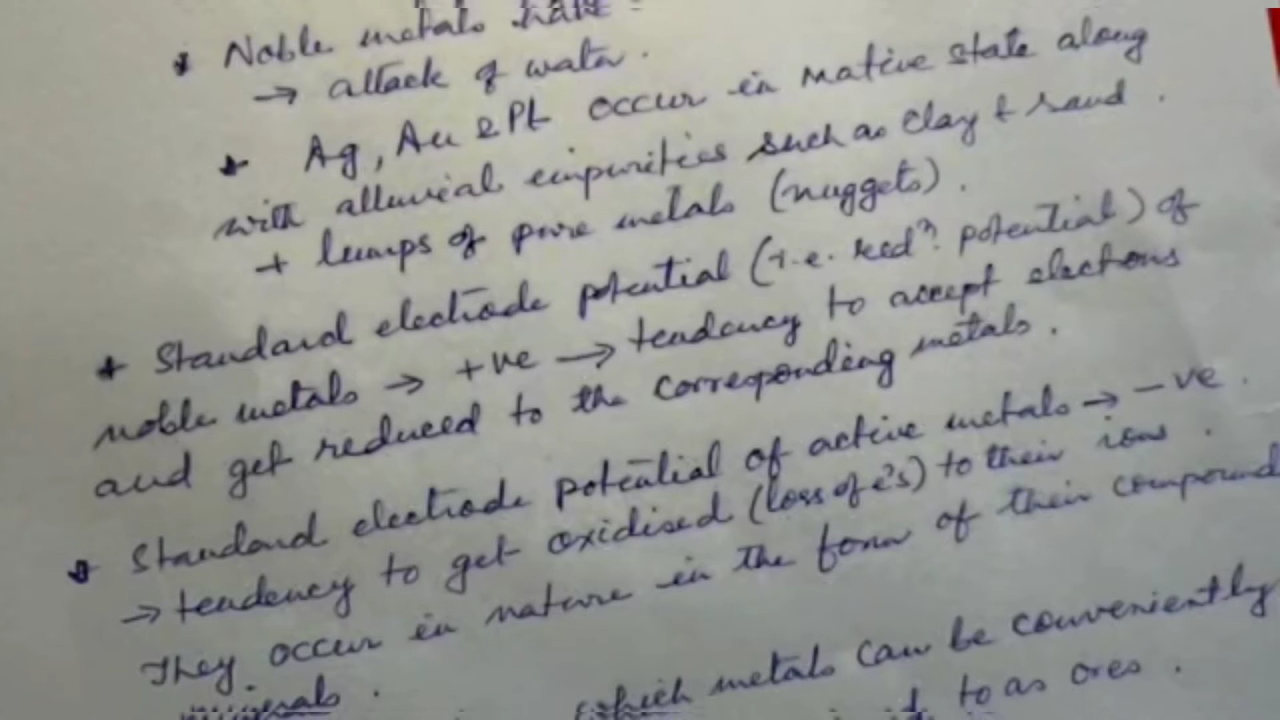 * Noble metals have
→ attack of water.
* Ag, Au & Pt occur in native state along
with alluvial impurities such as clay & sand.
+ lumps of pure metals (nuggets).
* Standard electrode potential (i.e. redn. potential) of
noble metals → +ve → tendency to accept electrons
and get reduced to the corresponding metals.
* Standard electrode potential of active metals → -ve.
→ tendency to get oxidised (loss of e's) to their ions.
They occur in nature in the form of their compound
minerals.
which metals can be conveniently
to as ores.